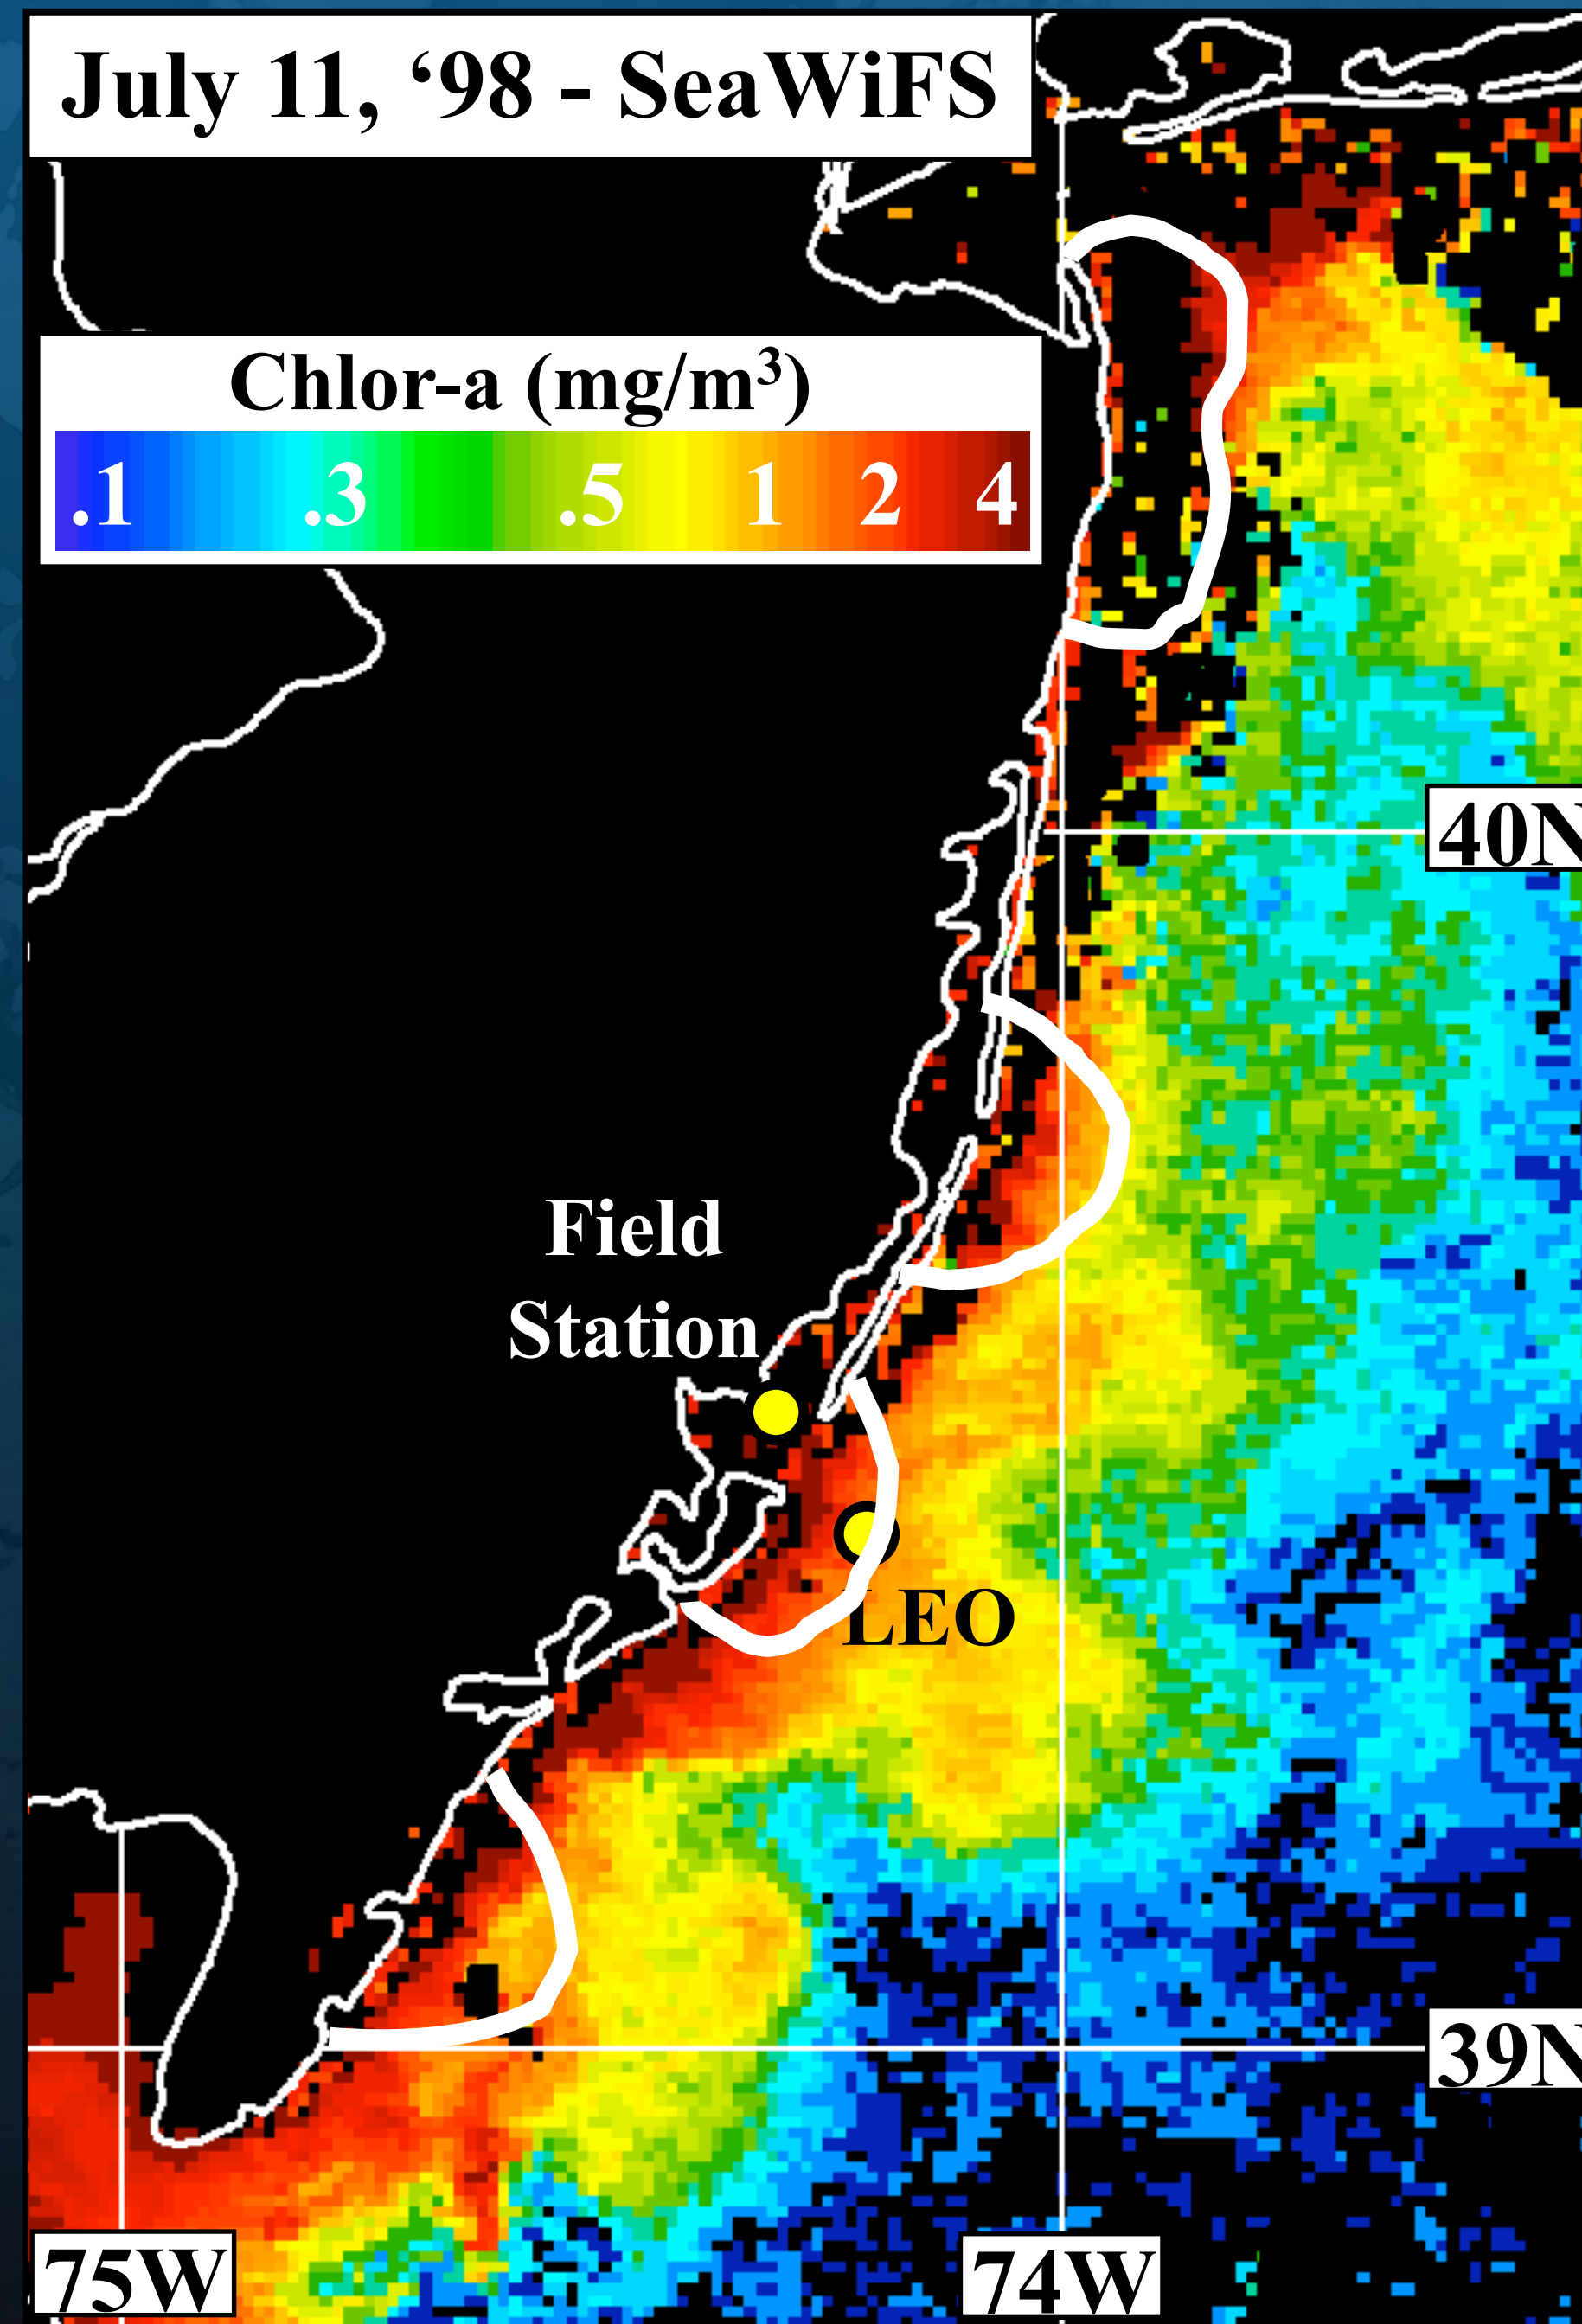 July 11, ‘98 - SeaWiFS
Chlor-a (mg/m³)
.1 .3 .5 1 2 4
40N
Field
Station
LEO
39N
75W
74W